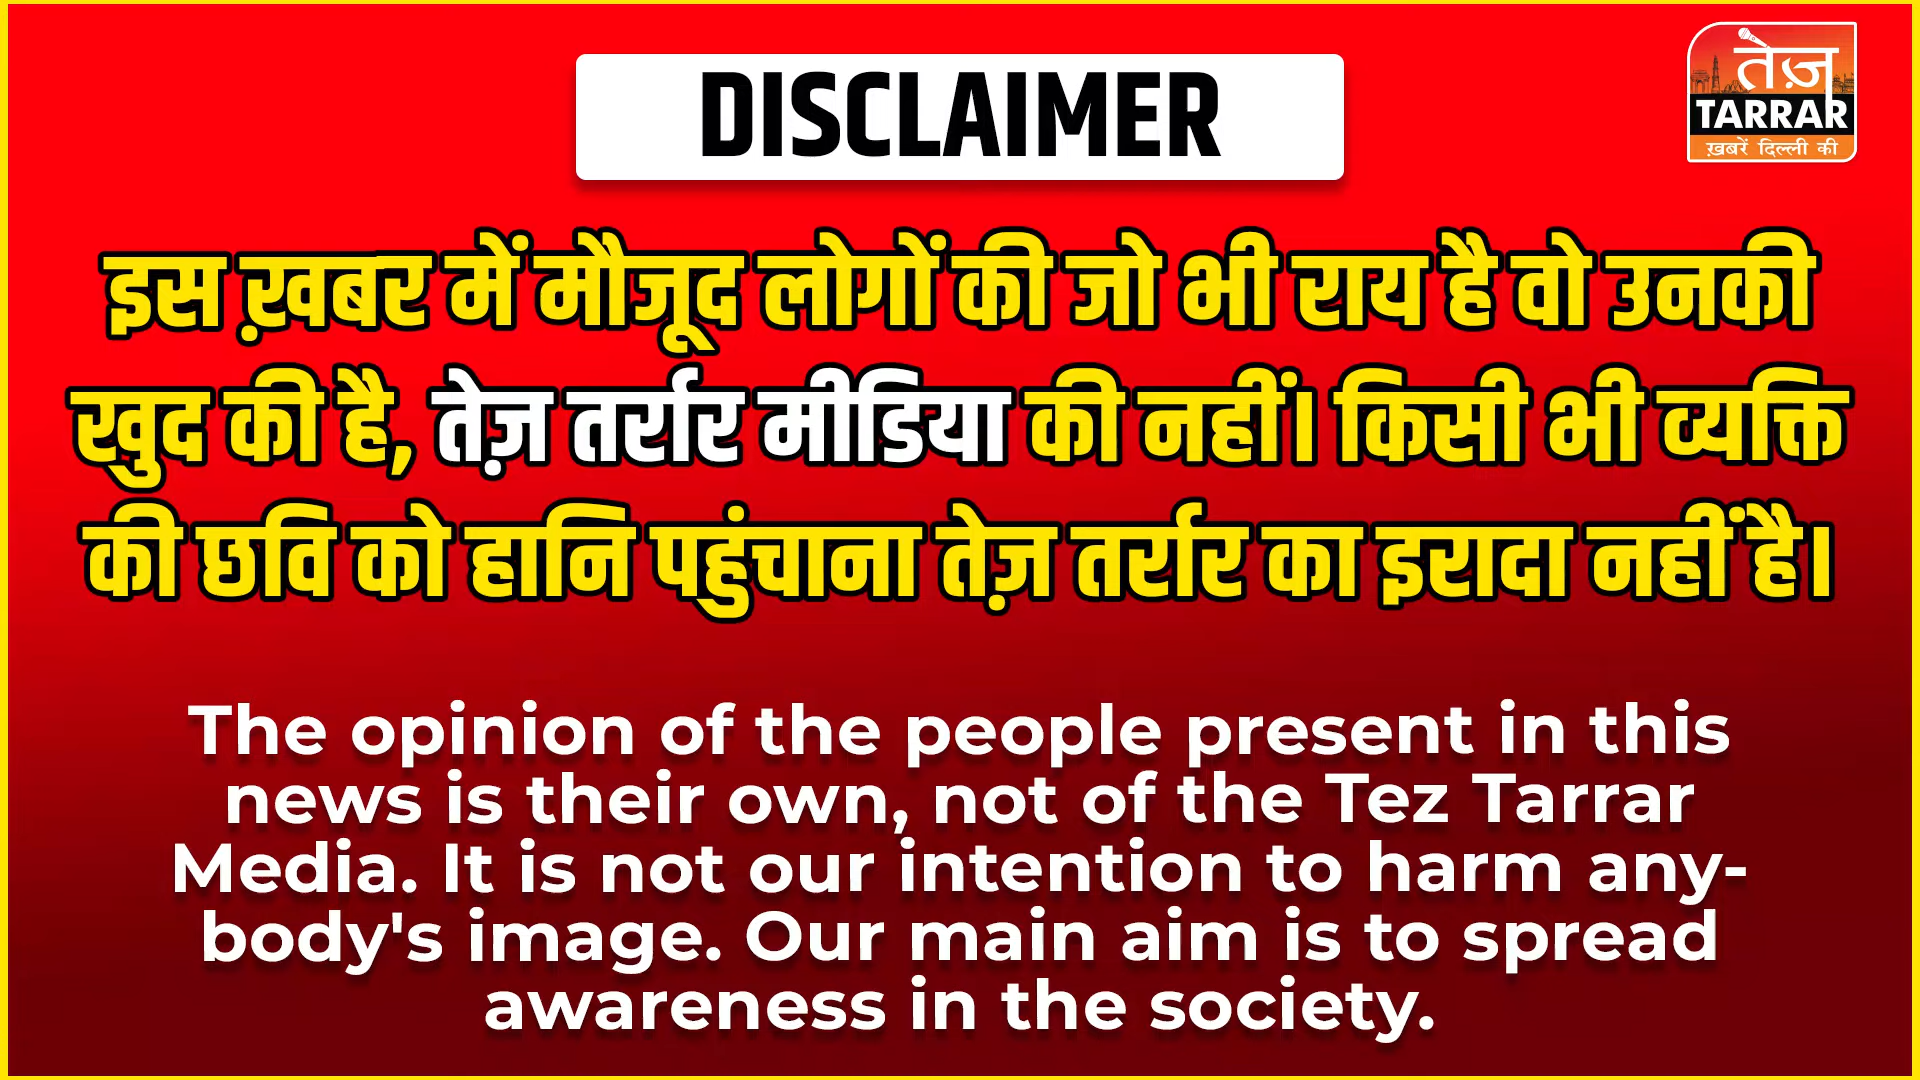 DISCLAIMER
तेज़
TARRAR
ख़बरें दिल्ली की
इस ख़बर में मौजूद लोगों की जो भी राय है वो उनकी
खुद की है, तेज़ तर्रार मीडिया की नहीं। किसी भी व्यक्ति
की छवि को हानि पहुंचाना तेज़ तर्रार का इरादा नहीं है।
The opinion of the people present in this
news is their own, not of the Tez Tarrar
Media. It is not our intention to harm any-
body's image. Our main aim is to spread
awareness in the society.